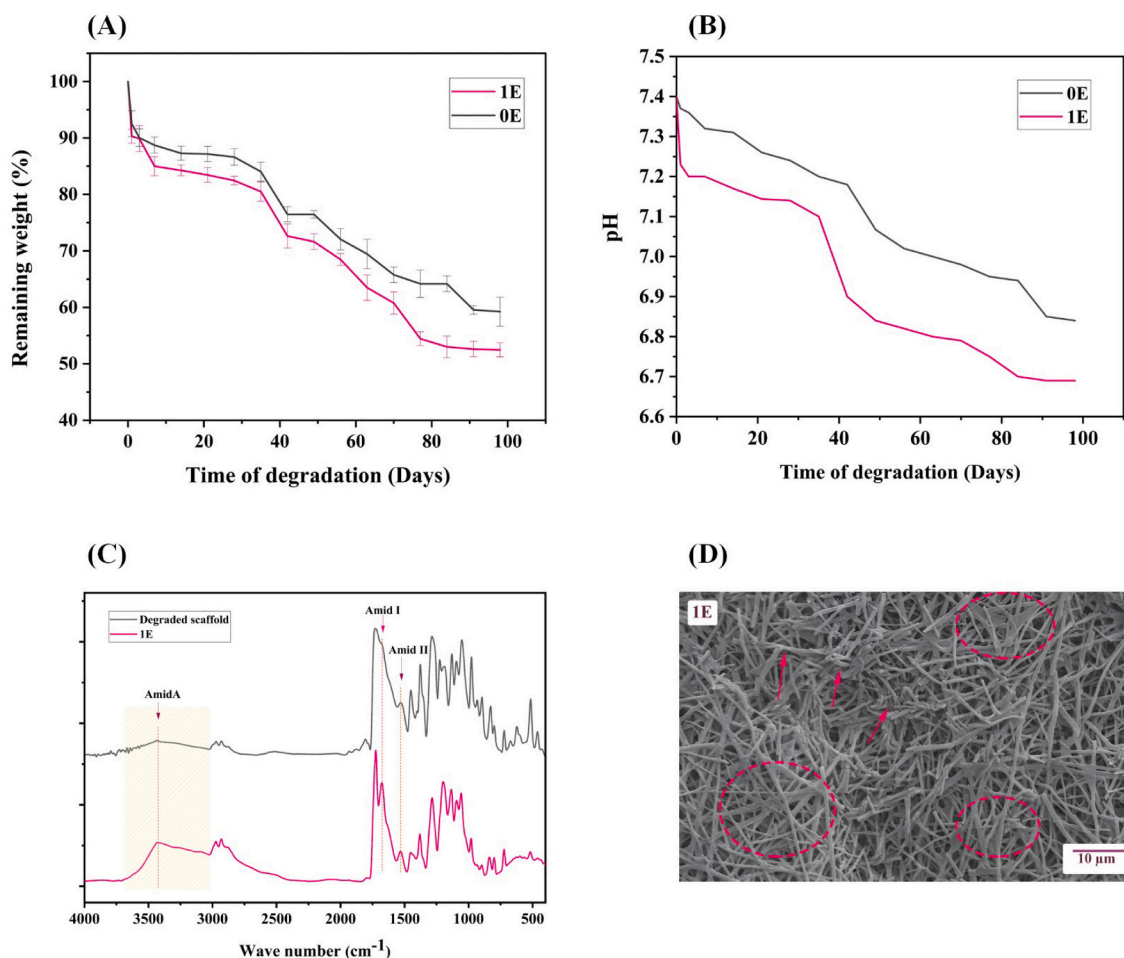 (A)
100
90
80
70
60
50
40
0
20
40
60
80
100
Remaining weight (%)
Time of degradation (Days)
1E
0E
(B)
7.5
7.4
7.3
7.2
7.1
7.0
6.9
6.8
6.7
6.6
0
20
40
60
80
100
pH
Time of degradation (Days)
0E
1E
(C)
Degraded scaffold
1E
Amid I
Amid II
AmidA
4000
3500
3000
2500
2000
1500
1000
500
Wave number (cm-1)
(D)
1E
10 µm